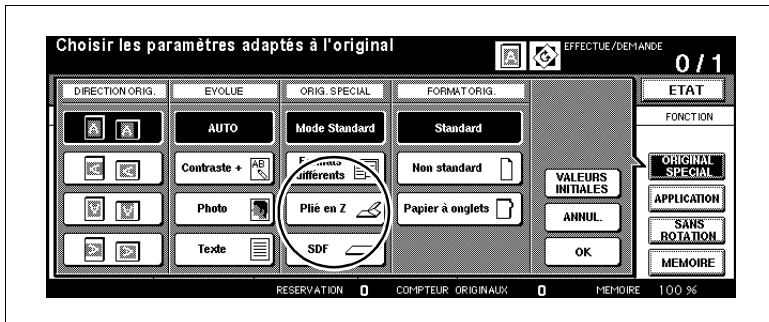 Choisir les paramètres adaptés à l'original
EFFECTUE/DEMANDE
0/1
DIRECTION ORIG.
EVOLUE
ORIG. SPECIAL
FORMAT ORIG.
ETAT
FONCTION
AUTO
Mode Standard
Standard
Contraste +
AB
différents
Non standard
VALEURS
INITIALES
ORIGINAL
SPECIAL
Photo
Plié en Z
Papier à onglets
ANNUL.
APPLICATION
SANS
ROTATION
Texte
SDF
OK
MEMOIRE
RESERVATION 0 COMPTEUR ORIGINAUX 0 MEMOIRE 100 %